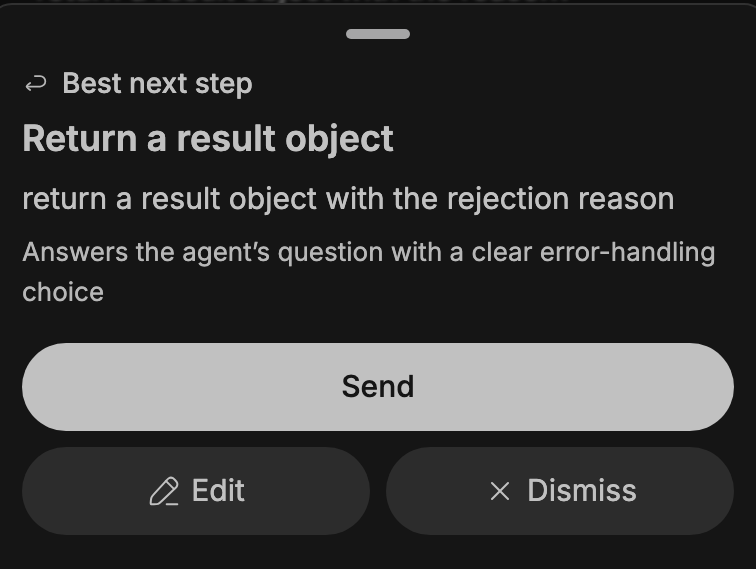 Best next step
Return a result object
return a result object with the rejection reason
Answers the agent’s question with a clear error-handling
choice
Send
Edit
Dismiss